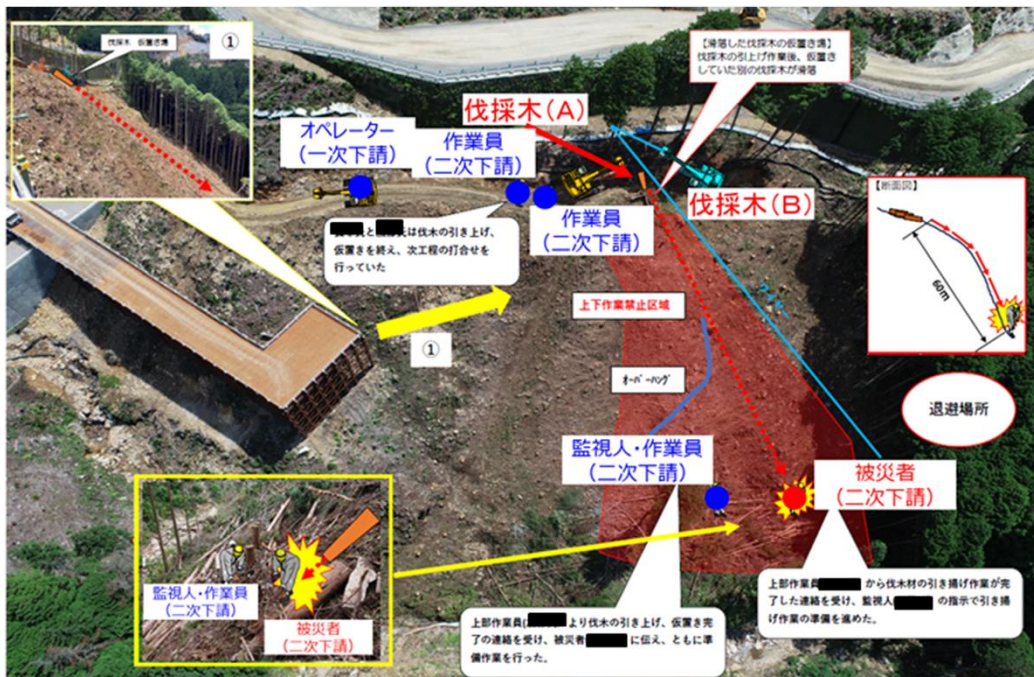 伐採木 仮置き場
①
【滑落した伐採木の仮置き場】
伐採木の引上げ作業後、仮置き
していた別の伐採木が滑落
伐採木(A)
オペレーター
(一次下請)
作業員
(二次下請)
伐採木(B)
【断面図】
60m
作業員
(二次下請)
は伐木の引き上げ、
仮置きを終え、次工程の打合せを
行っていた
ワイヤー
上下作業禁止区域
①
オーバーハング
退避場所
監視人・作業員
(二次下請)
被災者
(二次下請)
監視人・作業員
(二次下請)
被災者
(二次下請)
上部作業員 より伐木の引き上げ、仮置き完
了の連絡を受け、被災者 に伝え、ともに準
備作業を行った。
上部作業員 から伐木材の引き揚げ作業が完
了した連絡を受け、監視人 の指示で引き揚
げ作業の準備を進めた。